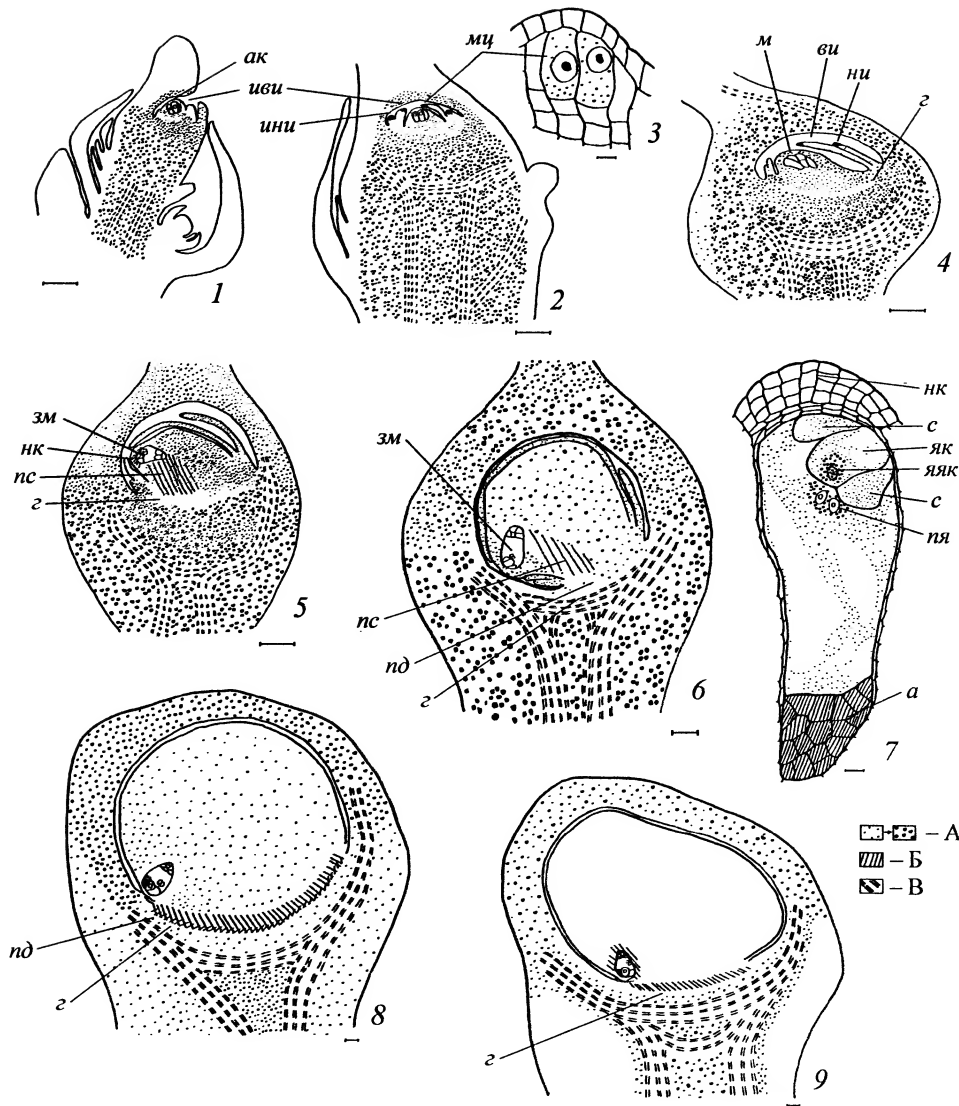 ак
иви
ини
мц
м
ви
ни
г
1
2
3
4
зм
нк
пс
г
5
зм
пс
пд
г
6
нк
с
як
ядк
с
пя
а
7
– А
– Б
– В
пд
г
8
г
9